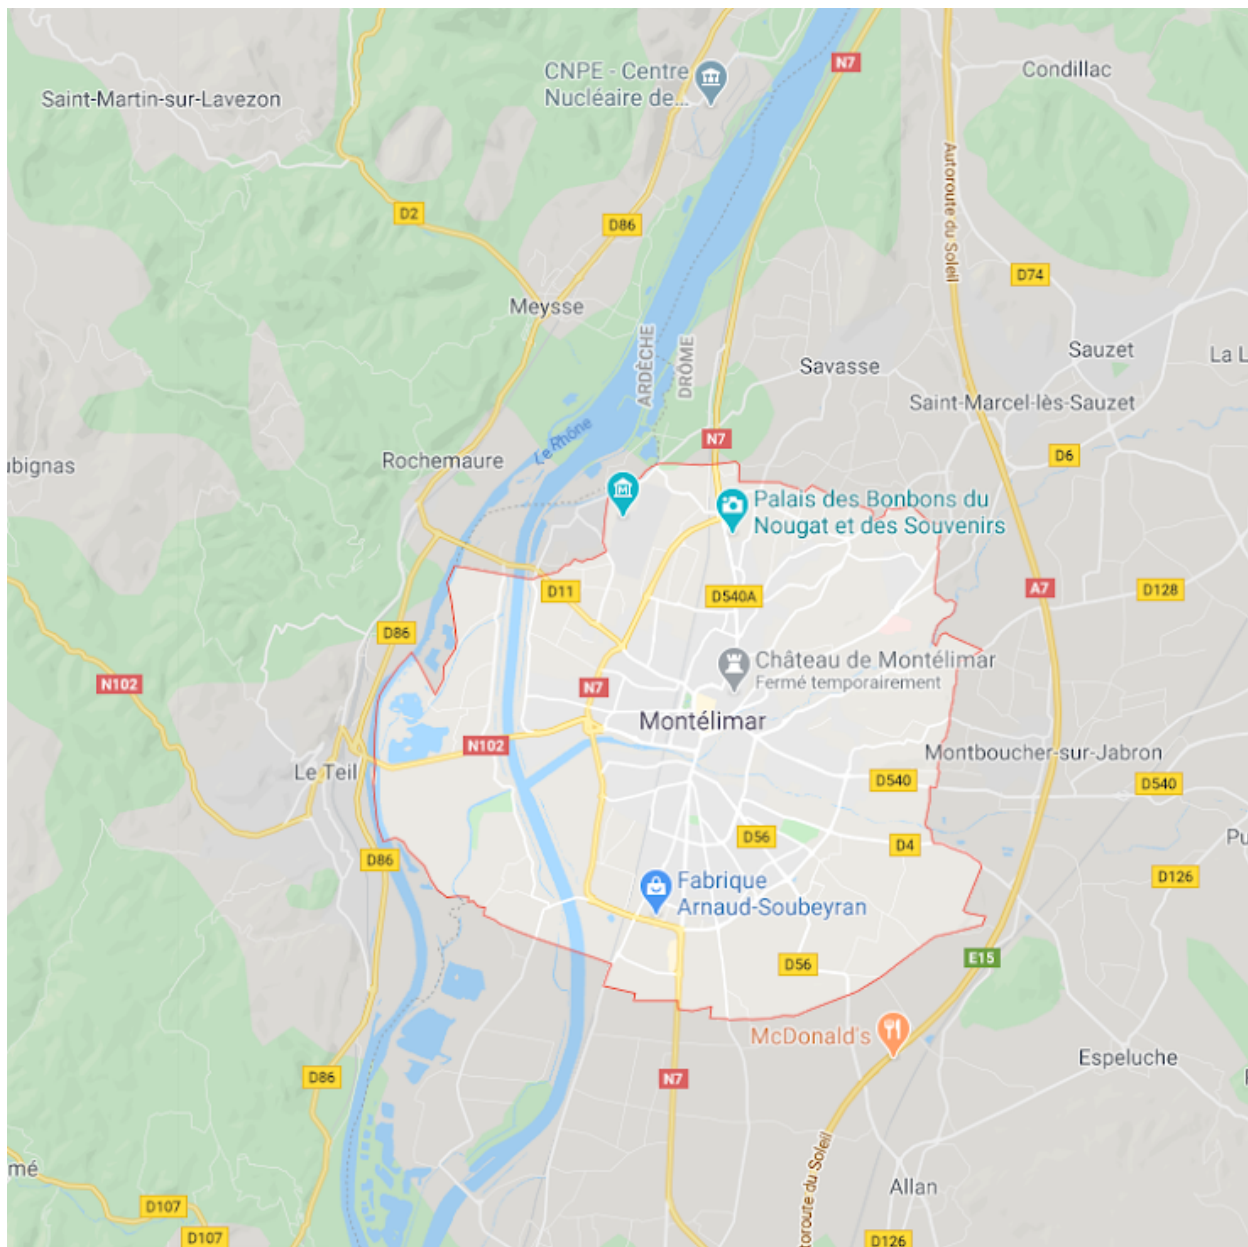 N7
CNPE - Centre
Nucléaire de...
Condillac
Saint-Martin-sur-Lavezon
Autoroute du Soleil
D2
D86
D74
Meysse
ARDÈCHE
DRÔME
Sauzet
La L
Savasse
Saint-Marcel-lès-Sauzet
Le Rhône
N7
D6
Rochemaure
ubignas
Palais des Bonbons du
Nougat et des Souvenirs
D11
D540A
A7
D128
D86
Château de Montélimar
Fermé temporairement
N102
N7
Montélimar
N102
Montboucher-sur-Jabron
Le Teil
D540
D540
D56
D4
Pu
D86
D126
Fabrique
Arnaud-Soubeyran
D56
E15
McDonald's
Espeluche
D86
N7
toroute du Soleil
mé
Allan
D107
D107
D126